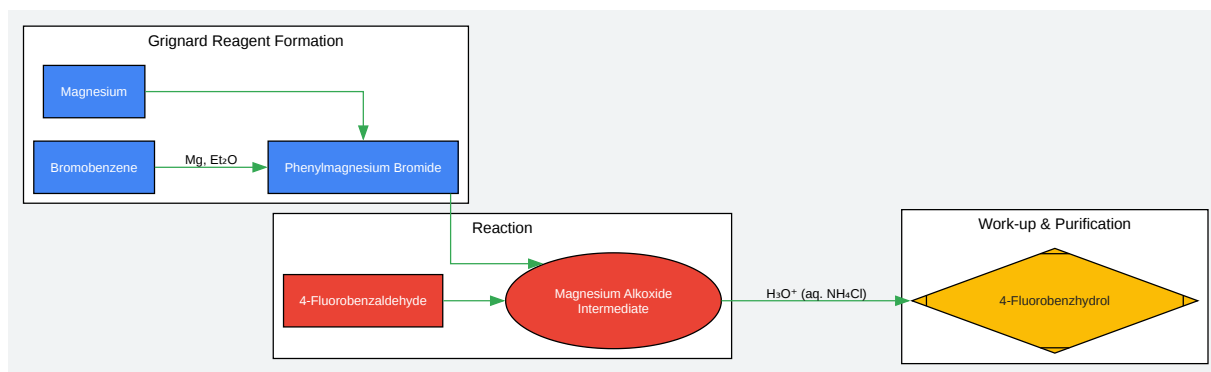 Grignard Reagent Formation
Magnesium
Bromobenzene
Mg, Et₂O
Phenylmagnesium Bromide
Reaction
4-Fluorobenzaldehyde
Magnesium Alkoxide
Intermediate
H₃O⁺ (aq. NH₄Cl)
Work-up & Purification
4-Fluorobenzhydrol